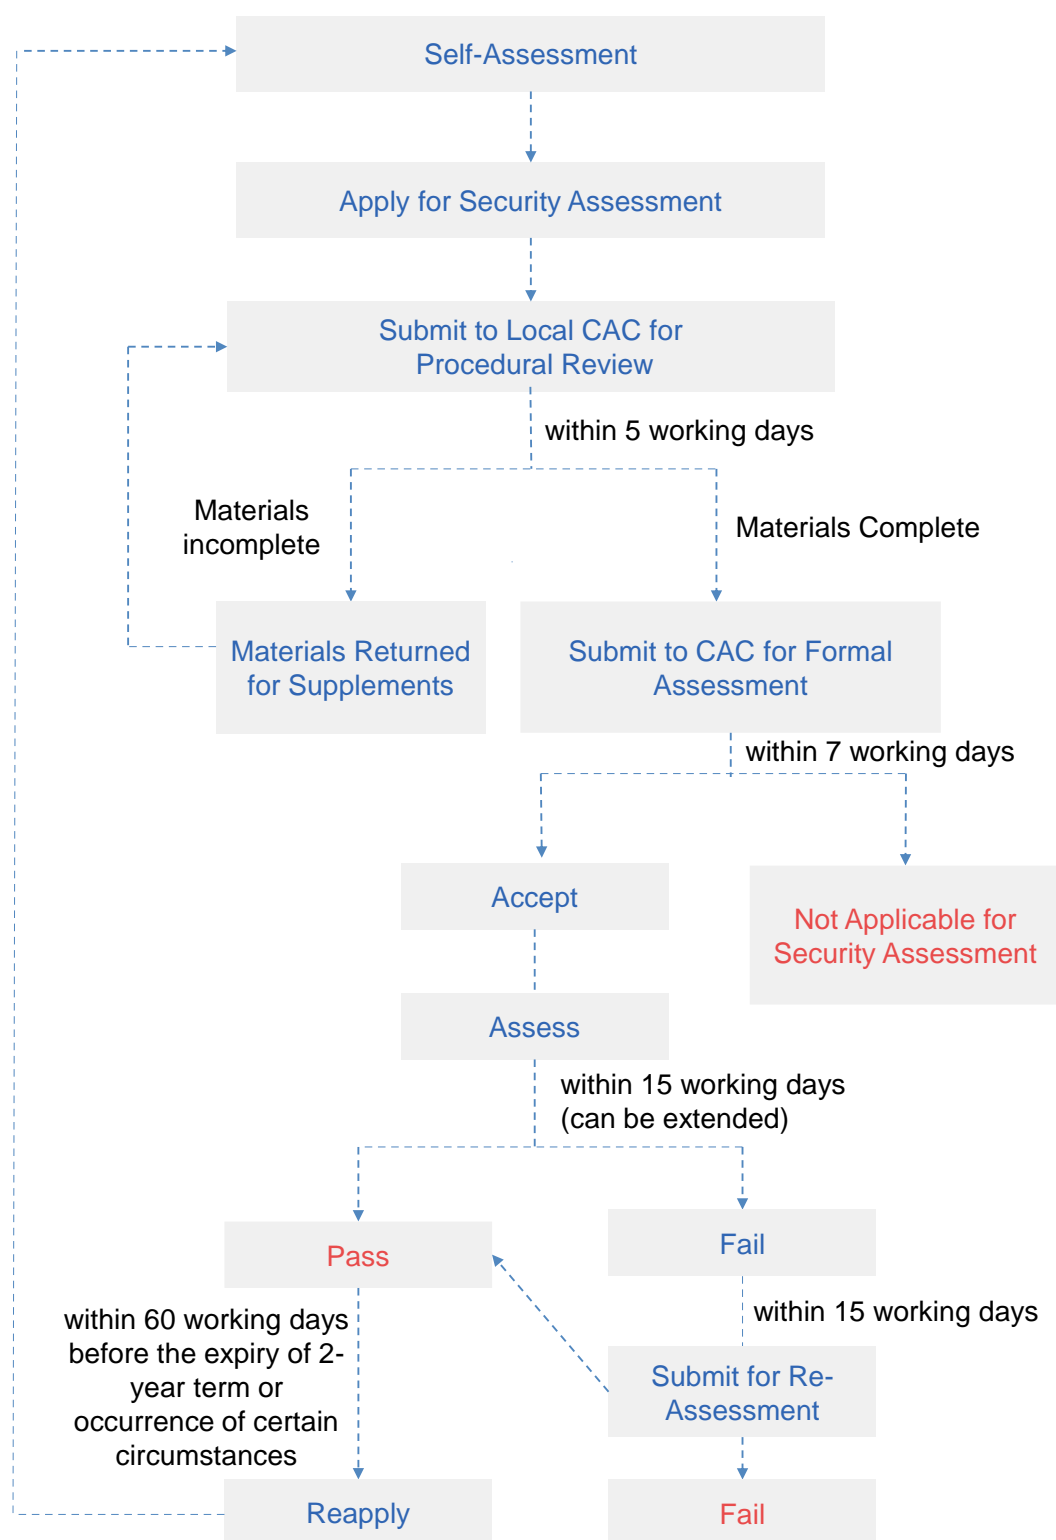 Self-Assessment
Apply for Security Assessment
Submit to Local CAC for
Procedural Review
within 5 working days
Materials
incomplete
Materials Complete
Materials Returned
for Supplements
Submit to CAC for Formal
Assessment
within 7 working days
Accept
Not Applicable for
Security Assessment
Assess
within 15 working days
(can be extended)
Pass
Fail
within 60 working days
before the expiry of 2-
year term or
occurrence of certain
circumstances
within 15 working days
Submit for Re-
Assessment
Reapply
Fail